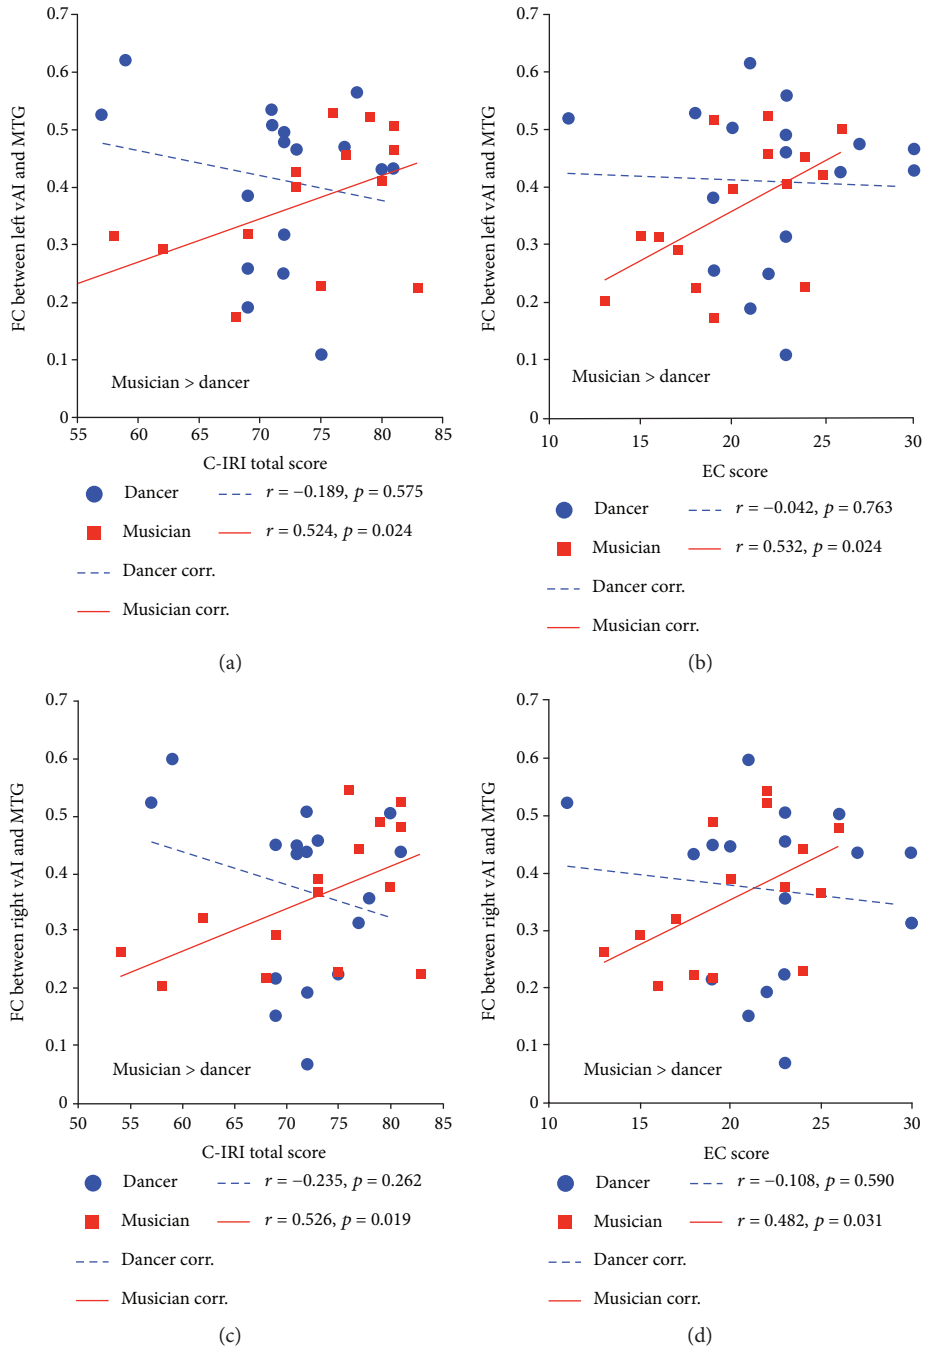 0.7
0.6
0.5
0.4
0.3
0.2
0.1
0
FC between left vAI and MTG
Musician > dancer
55 60 65 70 75 80 85
C-IRI total score
Dancer r = −0.189, p = 0.575
Musician r = 0.524, p = 0.024
Dancer corr.
Musician corr.
(a)
0.7
0.6
0.5
0.4
0.3
0.2
0.1
0
FC between left vAI and MTG
Musician > dancer
10 15 20 25 30
EC score
Dancer r = −0.042, p = 0.763
Musician r = 0.532, p = 0.024
Dancer corr.
Musician corr.
(b)
0.7
0.6
0.5
0.4
0.3
0.2
0.1
0
FC between right vAI and MTG
Musician > dancer
50 55 60 65 70 75 80 85
C-IRI total score
Dancer r = −0.235, p = 0.262
Musician r = 0.526, p = 0.019
Dancer corr.
Musician corr.
(c)
0.7
0.6
0.5
0.4
0.3
0.2
0.1
0
FC between right vAI and MTG
Musician > dancer
10 15 20 25 30
EC score
Dancer r = −0.108, p = 0.590
Musician r = 0.482, p = 0.031
Dancer corr.
Musician corr.
(d)